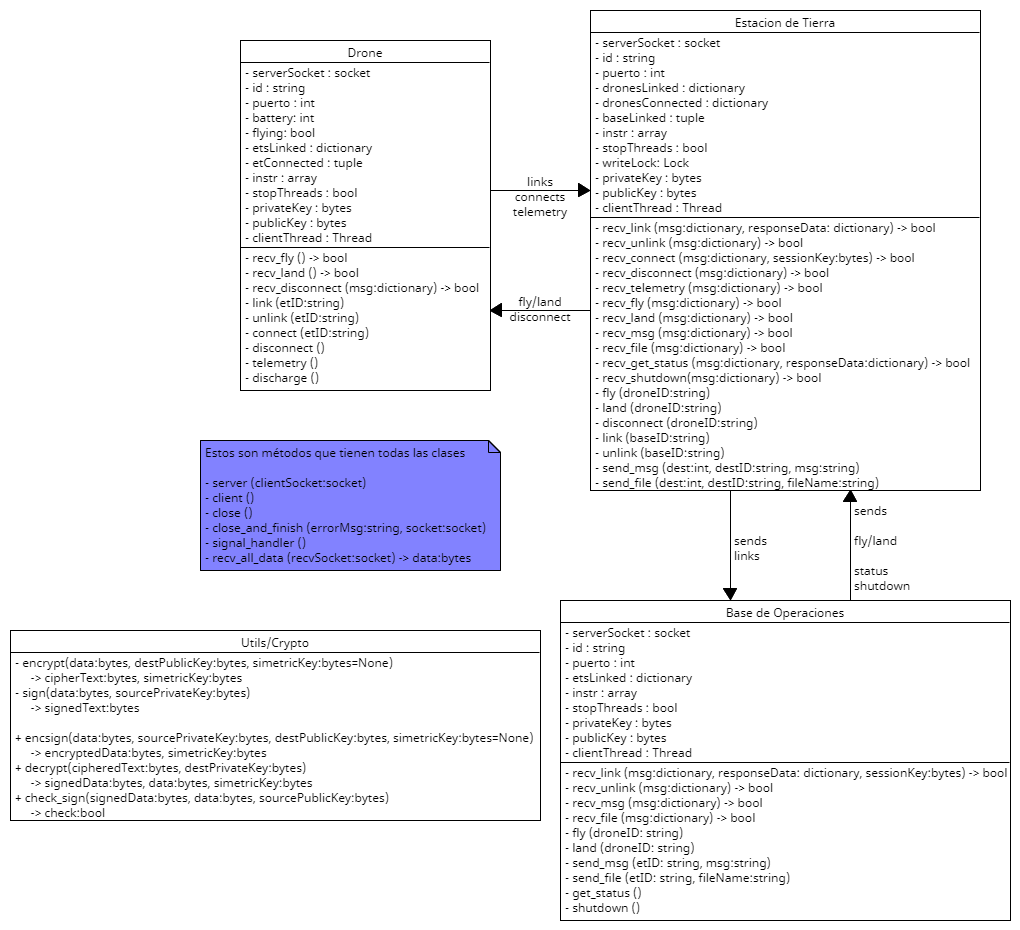 Drone
- serverSocket : socket
- id : string
- puerto : int
- battery: int
- flying: bool
- etsLinked : dictionary
- etConnected : tuple
- instr : array
- stopThreads : bool
- privateKey : bytes
- publicKey : bytes
- clientThread : Thread
- recv_fly () -> bool
- recv_land () -> bool
- recv_disconnect (msg:dictionary) -> bool
- link (etID:string)
- unlink (etID:string)
- connect (etID:string)
- disconnect ()
- telemetry ()
- discharge ()
links
connects
telemetry
fly/land
disconnect
Estacion de Tierra
- serverSocket : socket
- id : string
- puerto : int
- dronesLinked : dictionary
- dronesConnected : dictionary
- baseLinked : tuple
- instr : array
- stopThreads : bool
- writeLock: Lock
- privateKey : bytes
- publicKey : bytes
- clientThread : Thread
- recv_link (msg:dictionary, responseData: dictionary) -> bool
- recv_unlink (msg:dictionary) -> bool
- recv_connect (msg:dictionary, sessionKey:bytes) -> bool
- recv_disconnect (msg:dictionary) -> bool
- recv_telemetry (msg:dictionary) -> bool
- recv_fly (msg:dictionary) -> bool
- recv_land (msg:dictionary) -> bool
- recv_msg (msg:dictionary) -> bool
- recv_file (msg:dictionary) -> bool
- recv_get_status (msg:dictionary, responseData:dictionary) -> bool
- recv_shutdown(msg:dictionary) -> bool
- fly (droneID:string)
- land (droneID:string)
- disconnect (droneID:string)
- link (baseID:string)
- unlink (baseID:string)
- send_msg (dest:int, destID:string, msg:string)
- send_file (dest:int, destID:string, fileName:string)
Estos son métodos que tienen todas las clases
- server (clientSocket:socket)
- client ()
- close ()
- close_and_finish (errorMsg:string, socket:socket)
- signal_handler ()
- recv_all_data (recvSocket:socket) -> data:bytes
sends
links
sends
fly/land
status
shutdown
Utils/Crypto
- encrypt(data:bytes, destPublicKey:bytes, simetricKey:bytes=None)
-> cipherText:bytes, simetricKey:bytes
- sign(data:bytes, sourcePrivateKey:bytes)
-> signedText:bytes
+ encsign(data:bytes, sourcePrivateKey:bytes, destPublicKey:bytes, simetricKey:bytes=None)
-> encryptedData:bytes, simetricKey:bytes
+ decrypt(cipheredText:bytes, destPrivateKey:bytes)
-> signedData:bytes, data:bytes, simetricKey:bytes
+ check_sign(signedData:bytes, data:bytes, sourcePublicKey:bytes)
-> check:bool
Base de Operaciones
- serverSocket : socket
- id : string
- puerto : int
- etsLinked : dictionary
- instr : array
- stopThreads : bool
- privateKey : bytes
- publicKey : bytes
- clientThread : Thread
- recv_link (msg:dictionary, responseData: dictionary, sessionKey:bytes) -> bool
- recv_unlink (msg:dictionary) -> bool
- recv_msg (msg:dictionary) -> bool
- recv_file (msg:dictionary) -> bool
- fly (droneID: string)
- land (droneID: string)
- send_msg (etID: string, msg:string)
- send_file (etID: string, fileName:string)
- get_status ()
- shutdown ()